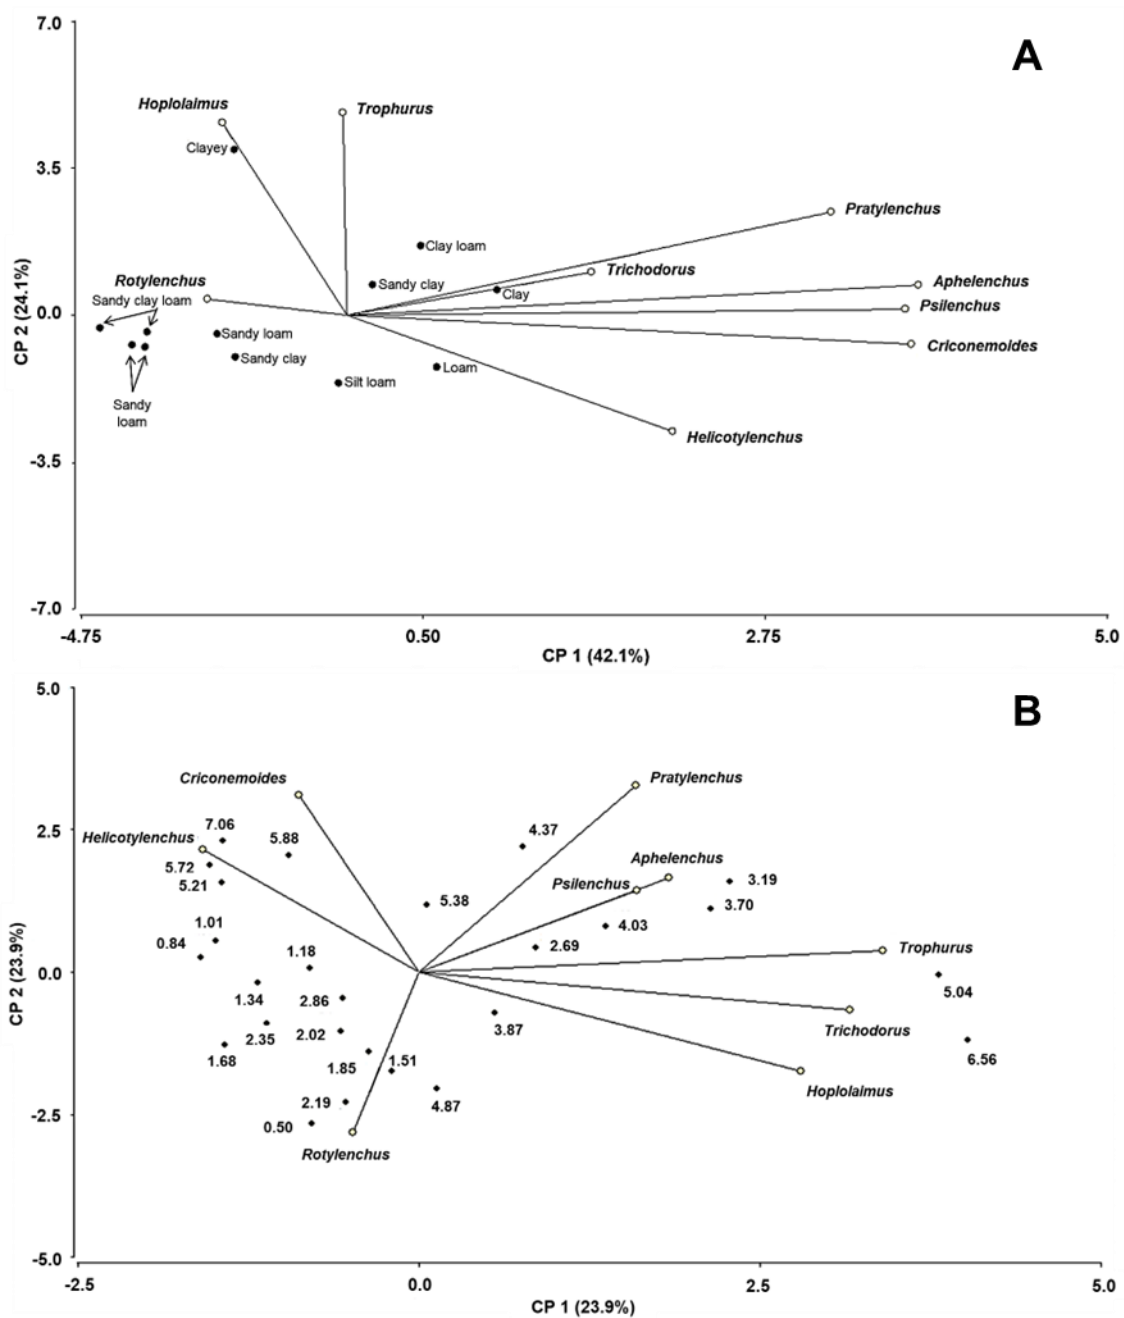 7.0
A
Hoplolaimus
Trophurus
Clayey
3.5
Pratylenchus
Clay loam
Trichodorus
Rotylenchus
Sandy clay
Aphelenchus
Clay
Sandy clay loam
Psilenchus
0.0
CP 2 (24.1%)
Sandy loam
Criconemoides
Sandy clay
Loam
Silt loam
Sandy
loam
Helicotylenchus
-3.5
-7.0
-4.75
0.50
2.75
5.0
CP 1 (42.1%)
5.0
B
Criconemoides
Pratylenchus
7.06
2.5
4.37
Helicotylenchus
5.88
Aphelenchus
5.72
5.21
Psilenchus
3.19
5.38
3.70
1.01
4.03
0.84
2.69
1.18
Trophurus
0.0
CP 2 (23.9%)
1.34
2.86
5.04
2.35
2.02
3.87
Trichodorus
1.68
1.85
1.51
6.56
2.19
4.87
Hoplolaimus
-2.5
0.50
Rotylenchus
-5.0
-2.5
0.0
2.5
5.0
CP 1 (23.9%)